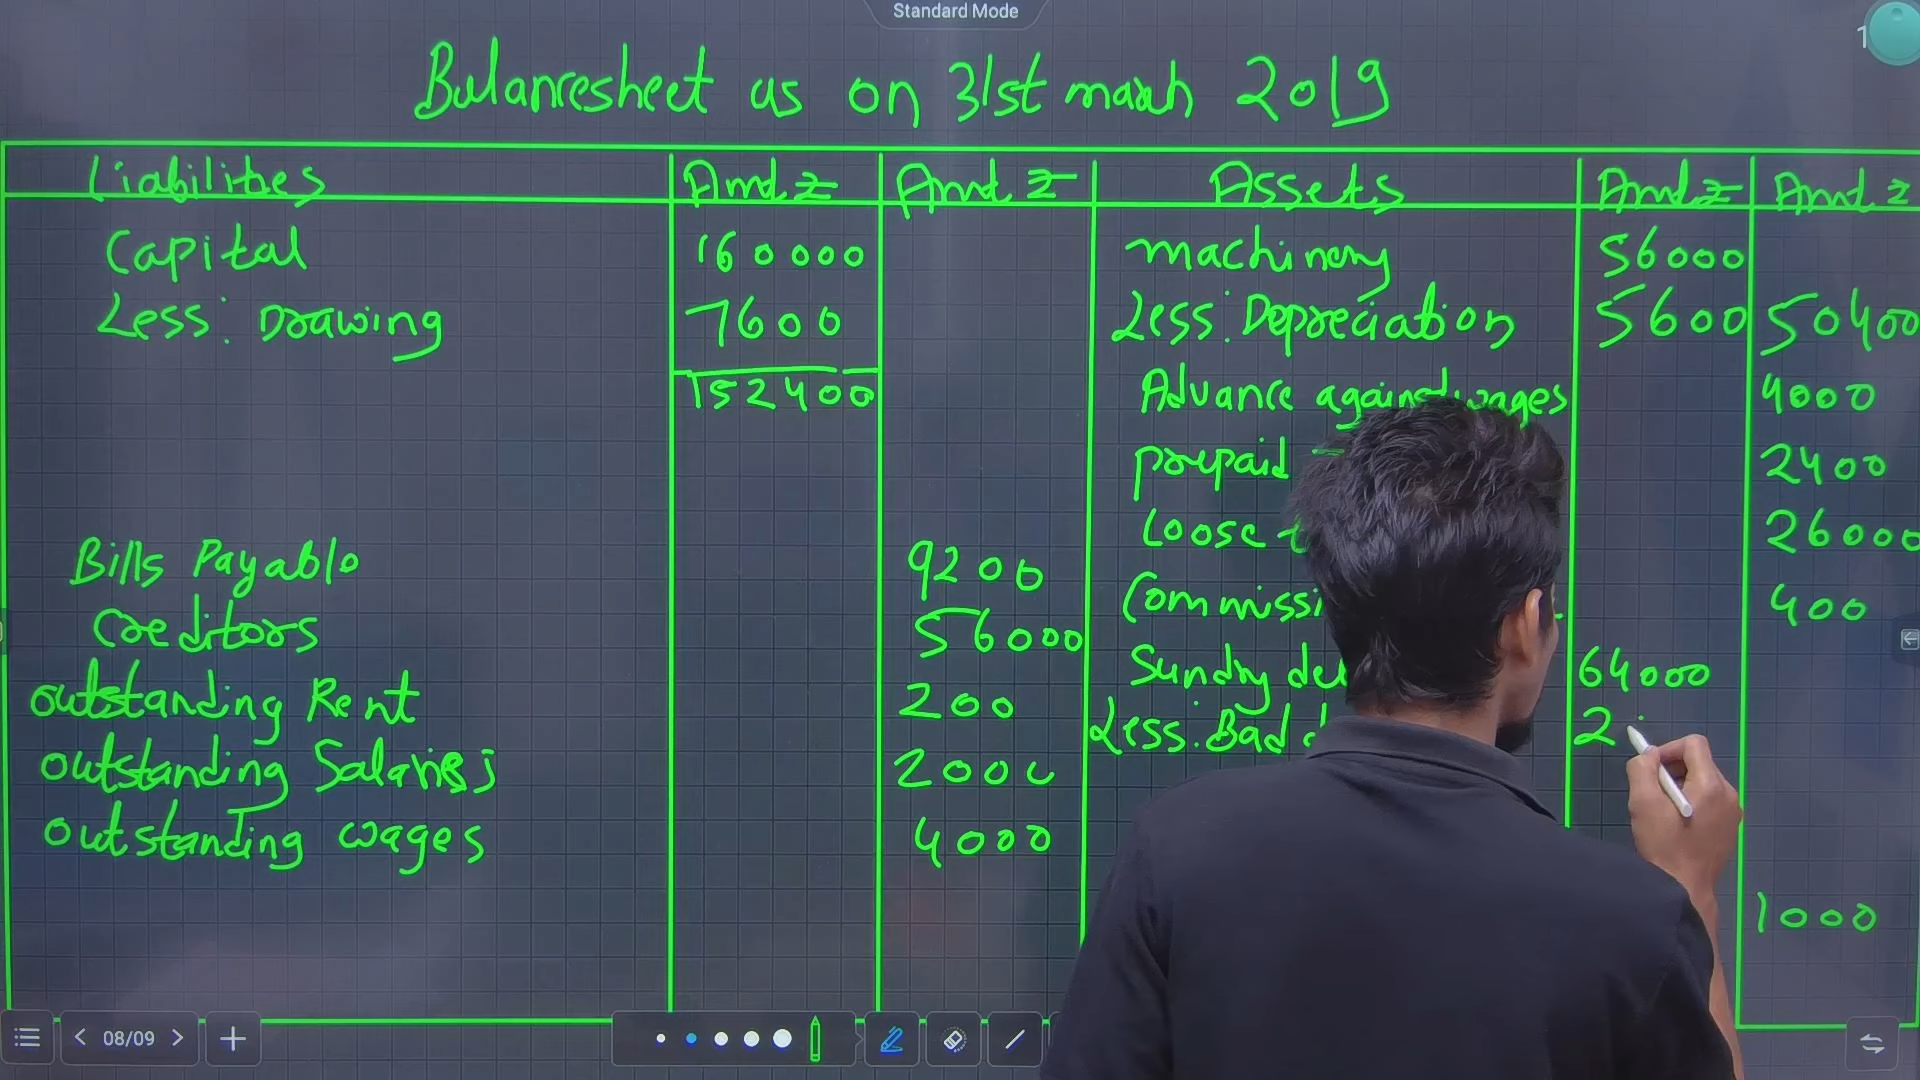 Standard Mode
1
Balancesheet as on 31st march 2019
Liabilities Amt. ₹ Amt. ₹ Assets Amt. ₹ Amt. ₹
Capital 160000 machinery 56000
Less: Drawing 7600 Less: Depreciation 5600 50400
152400 Advance against wages 4000
prepaid 2400
Loose 26000
Bills Payable 9200
Creditors 56000 400
Sundry 64000
outstanding Rent 200 Less: Bad 2
outstanding Salaries 2000
outstanding wages 4000
1000
08/09